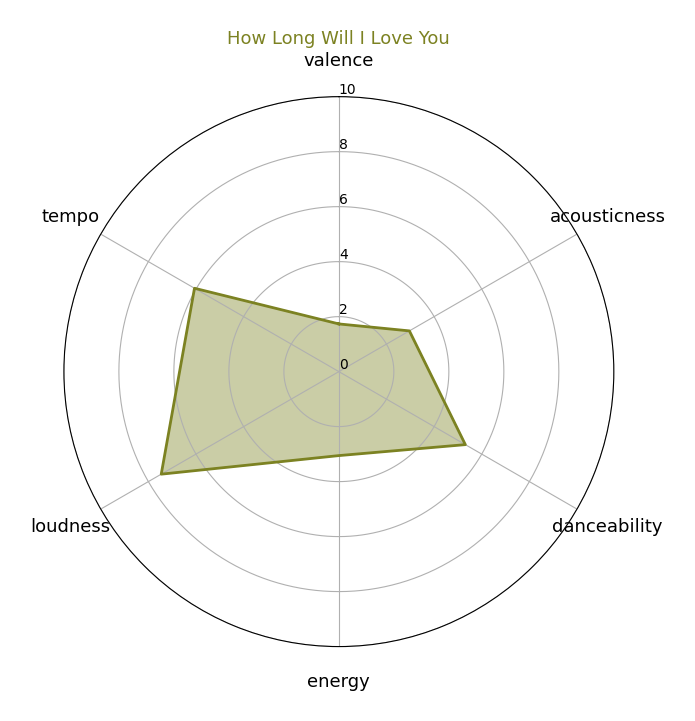 How Long Will I Love You
valence
10
8
tempo
acousticness
6
4
2
0
loudness
danceability
energy